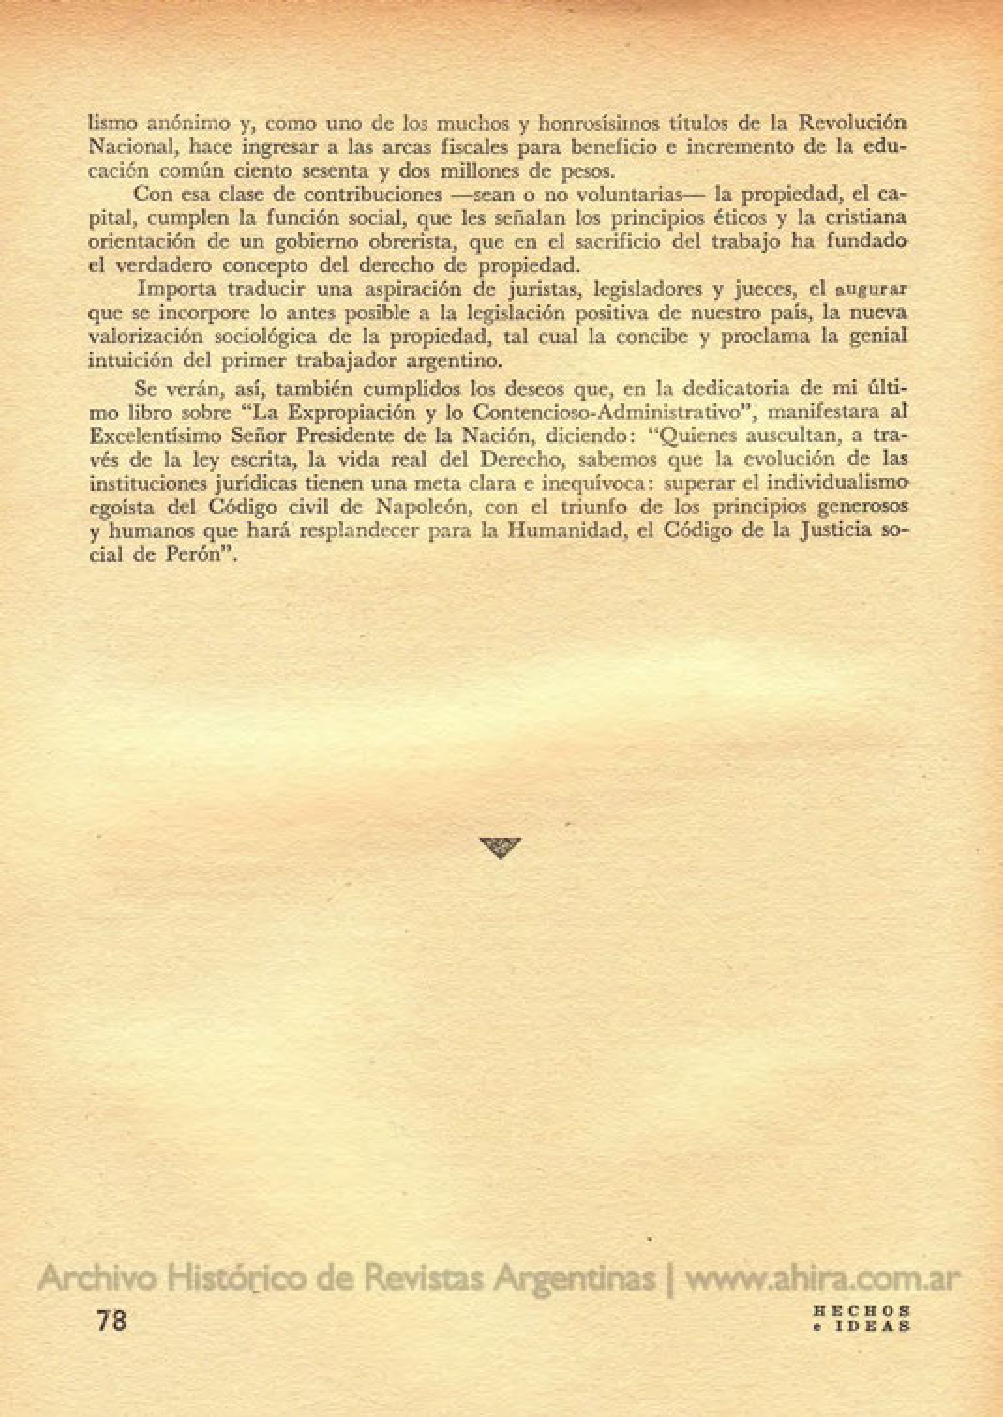 lismo anónimo y, como uno de los muchos y honrosísimos títulos de la Revolución
Nacional, hace ingresar a las arcas fiscales para beneficio e incremento de la edu-
cación común ciento sesenta y dos millones de pesos.
Con esa clase de contribuciones —sean o no voluntarias— la propiedad, el ca-
pital, cumplen la función social, que les señalan los principios éticos y la cristiana
orientación de un gobierno obrerista, que en el sacrificio del trabajo ha fundado
el verdadero concepto del derecho de propiedad.
Importa traducir una aspiración de juristas, legisladores y jueces, el augurar
que se incorpore lo antes posible a la legislación positiva de nuestro país, la nueva
valorización sociológica de la propiedad, tal cual la concibe y proclama la genial
intuición del primer trabajador argentino.
Se verán, así, también cumplidos los deseos que, en la dedicatoria de mi últi-
mo libro sobre “La Expropiación y lo Contencioso-Administrativo”, manifestara al
Excelentísimo Señor Presidente de la Nación, diciendo: “Quienes auscultan, a tra-
vés de la ley escrita, la vida real del Derecho, sabemos que la evolución de las
instituciones jurídicas tienen una meta clara e inequívoca: superar el individualismo
egoísta del Código civil de Napoleón, con el triunfo de los principios generosos
y humanos que hará resplandecer para la Humanidad, el Código de la Justicia so-
cial de Perón”.
Archivo Histórico de Revistas Argentinas | www.ahira.com.ar
78
HECHOS
e IDEAS